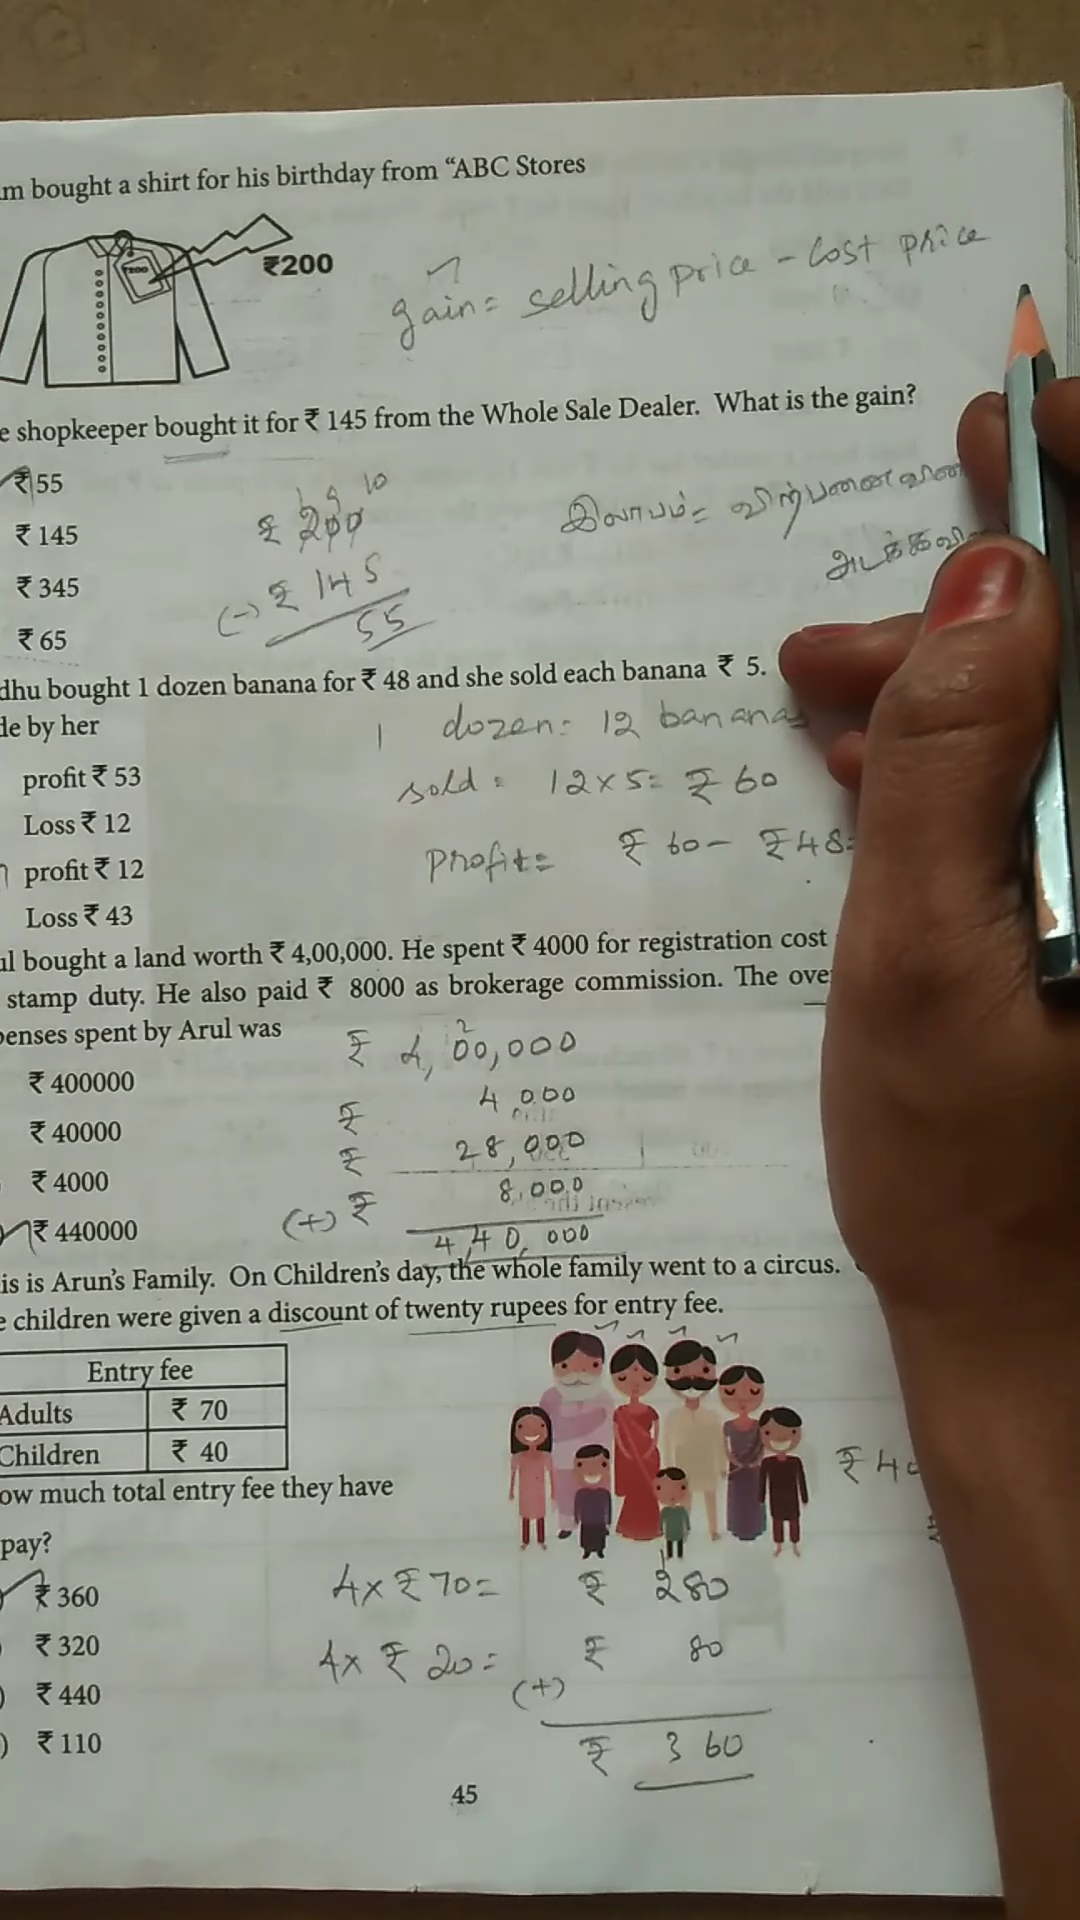 am bought a shirt for his birthday from “ABC Stores
₹200
gain = selling price - Cost price
e shopkeeper bought it for ₹ 145 from the Whole Sale Dealer. What is the gain?
₹ 55
₹ 145
₹ 345
₹ 65
1 9 10
₹ 200
(-) ₹ 145
55
இலாபம் =
dhu bought 1 dozen banana for ₹ 48 and she sold each banana ₹ 5.
de by her
profit ₹ 53
Loss ₹ 12
profit ₹ 12
Loss ₹ 43
1 dozen = 12 bananas
sold = 12 x 5 = ₹ 60
Profit = ₹ 60 - ₹ 48 =
ul bought a land worth ₹ 4,00,000. He spent ₹ 4000 for registration cost
stamp duty. He also paid ₹ 8000 as brokerage commission. The ove
penses spent by Arul was
₹ 400000
₹ 40000
₹ 4000
₹ 440000
2
₹ 4,00,000
₹ 4000
₹ 28,000
(+) ₹ 8,000
4,40,000
is is Arun’s Family. On Children’s day, the whole family went to a circus.
e children were given a discount of twenty rupees for entry fee.
Entry fee
Adults ₹ 70
Children ₹ 40
ow much total entry fee they have
pay?
₹ 360
₹ 320
₹ 440
₹ 110
₹ 40
4 x ₹ 70 = ₹ 280
4 x ₹ 20 = ₹ 80
(+)
₹ 360
45